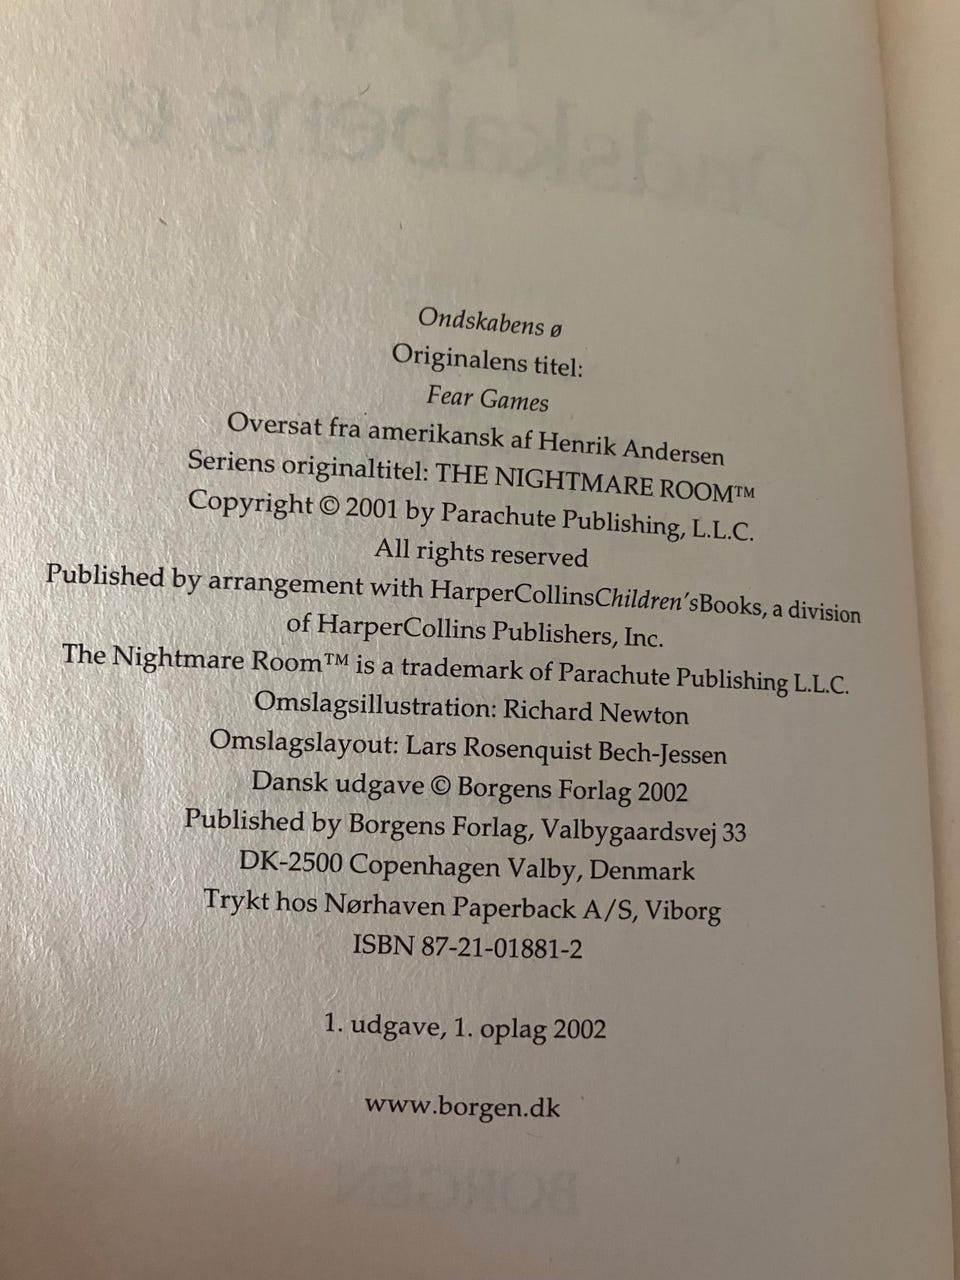 Ondskabens ø
Originalens titel:
Fear Games
Oversat fra amerikansk af Henrik Andersen
Seriens originaltitel: THE NIGHTMARE ROOM™
Copyright © 2001 by Parachute Publishing, L.L.C.
All rights reserved
Published by arrangement with HarperCollinsChildren'sBooks, a division
of HarperCollins Publishers, Inc.
The Nightmare Room™ is a trademark of Parachute Publishing L.L.C.
Omslagsillustration: Richard Newton
Omslagslayout: Lars Rosenquist Bech-Jessen
Dansk udgave © Borgens Forlag 2002
Published by Borgens Forlag, Valbygaardsvej 33
DK-2500 Copenhagen Valby, Denmark
Trykt hos Nørhaven Paperback A/S, Viborg
ISBN 87-21-01881-2
1. udgave, 1. oplag 2002
www.borgen.dk